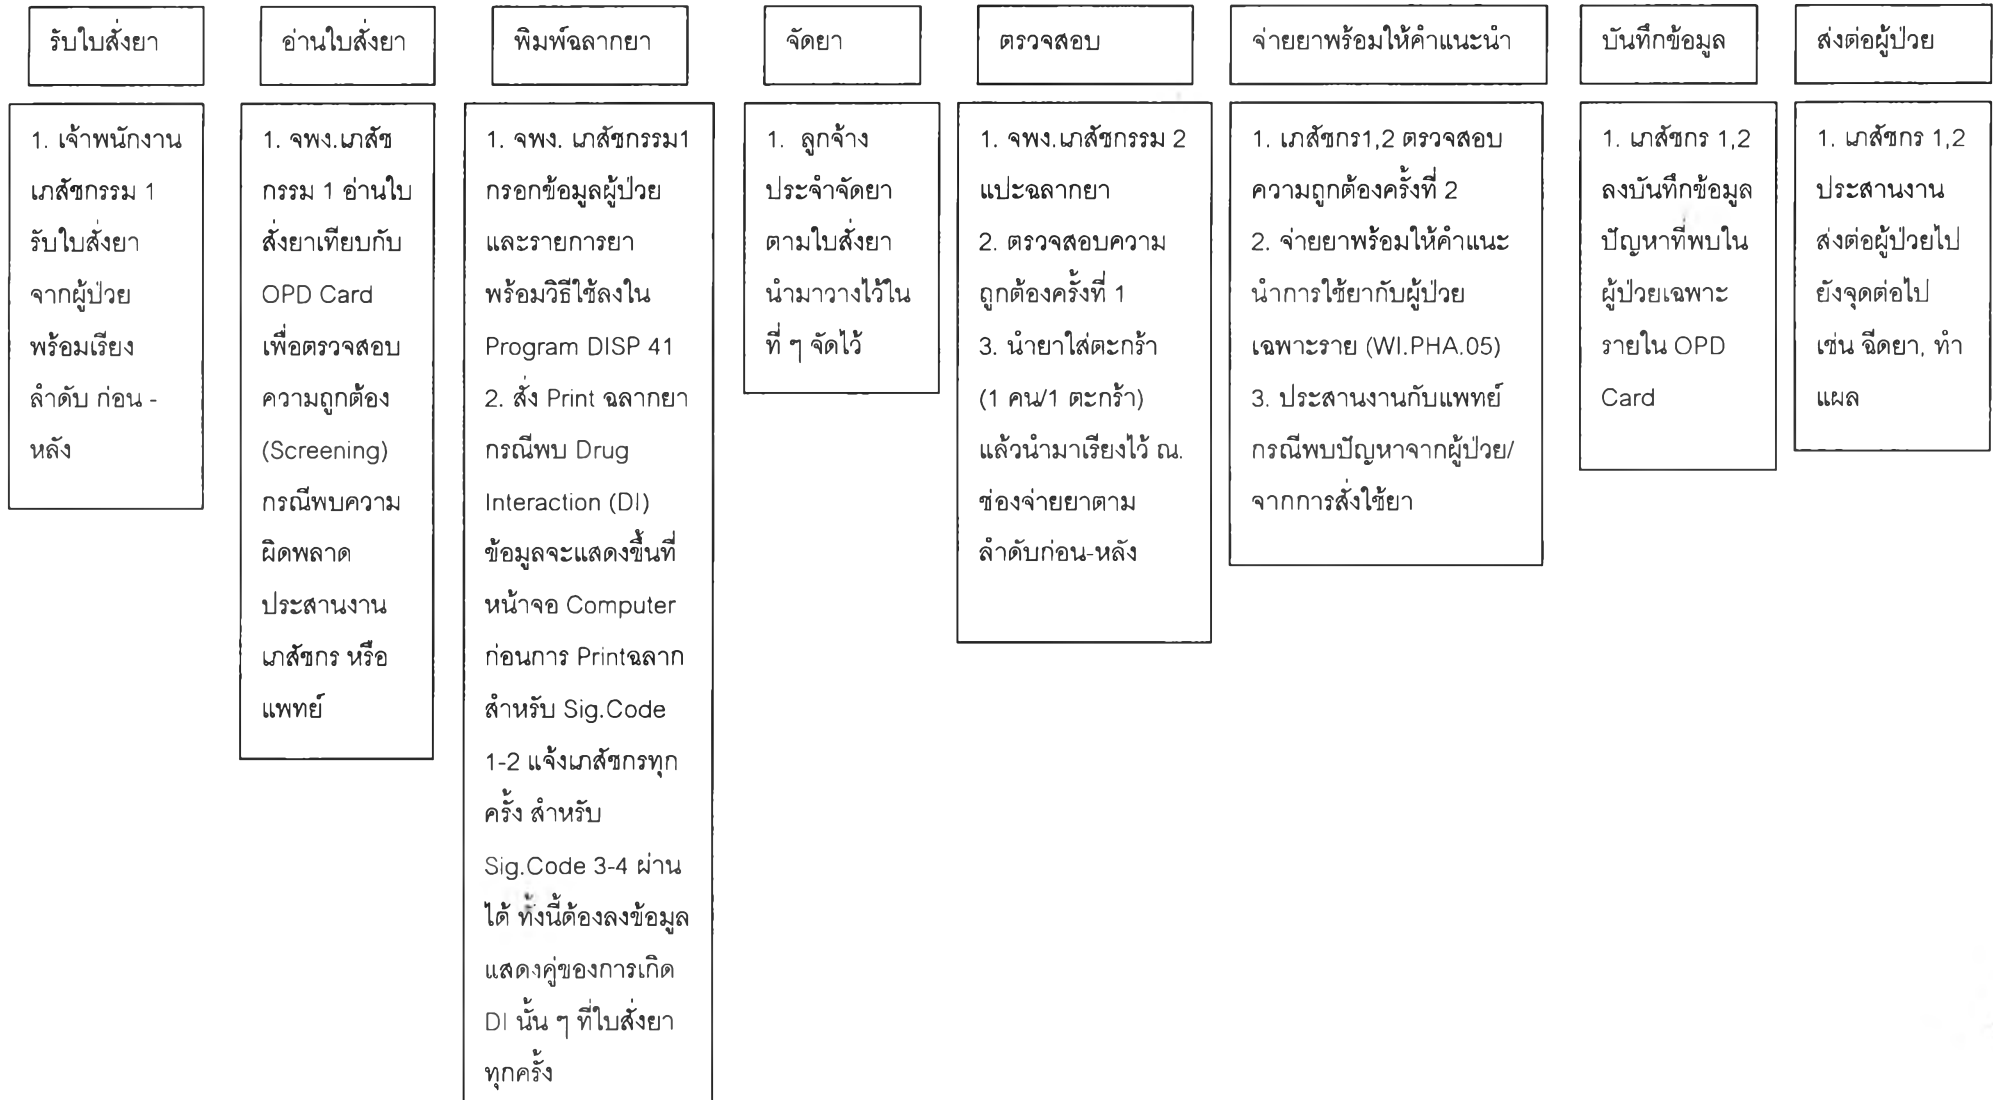 รับใบสั่งยา
อ่านใบสั่งยา
พิมพ์ฉลากยา
จัดยา
ตรวจสอบ
จ่ายยาพร้อมให้คำแนะนำ
บันทึกข้อมูล
ส่งต่อผู้ป่วย
1. เจ้าพนักงาน
เภสัชกรรม 1
รับใบสั่งยา
จากผู้ป่วย
พร้อมเรียง
ลำดับ ก่อน -
หลัง
1. จพง.เภสัช
กรรม 1 อ่านใบ
สั่งยาเทียบกับ
OPD Card
เพื่อตรวจสอบ
ความถูกต้อง
(Screening)
กรณีพบความ
ผิดพลาด
ประสานงาน
เภสัชกร หรือ
แพทย์
1. จพง. เภสัชกรรม1
กรอกข้อมูลผู้ป่วย
และรายการยา
พร้อมวิธีใช้ลงใน
Program DISP 41
2. สั่ง Print ฉลากยา
กรณีพบ Drug
Interaction (DI)
ข้อมูลจะแสดงขึ้นที่
หน้าจอ Computer
ก่อนการ Printฉลาก
สำหรับ Sig.Code
1-2 แจ้งเภสัชกรทุก
ครั้ง สำหรับ
Sig.Code 3-4 ผ่าน
ได้ ทั้งนี้ต้องลงข้อมูล
แสดงคู่ของการเกิด
DI นั้น ๆ ที่ใบสั่งยา
ทุกครั้ง
1. ลูกจ้าง
ประจำจัดยา
ตามใบสั่งยา
นำมาวางไว้ใน
ที่ ๆ จัดไว้
1. จพง.เภสัชกรรม 2
แปะฉลากยา
2. ตรวจสอบความ
ถูกต้องครั้งที่ 1
3. นำยาใส่ตะกร้า
(1 คน/1 ตะกร้า)
แล้วนำมาเรียงไว้ ณ.
ช่องจ่ายยาตาม
ลำดับก่อน-หลัง
1. เภสัชกร1,2 ตรวจสอบ
ความถูกต้องครั้งที่ 2
2. จ่ายยาพร้อมให้คำแนะ
นำการใช้ยากับผู้ป่วย
เฉพาะราย (WI.PHA.05)
3. ประสานงานกับแพทย์
กรณีพบปัญหาจากผู้ป่วย/
จากการสั่งใช้ยา
1. เภสัชกร 1,2
ลงบันทึกข้อมูล
ปัญหาที่พบใน
ผู้ป่วยเฉพาะ
รายใน OPD
Card
1. เภสัชกร 1,2
ประสานงาน
ส่งต่อผู้ป่วยไป
ยังจุดต่อไป
เช่น ฉีดยา, ทำ
แผล